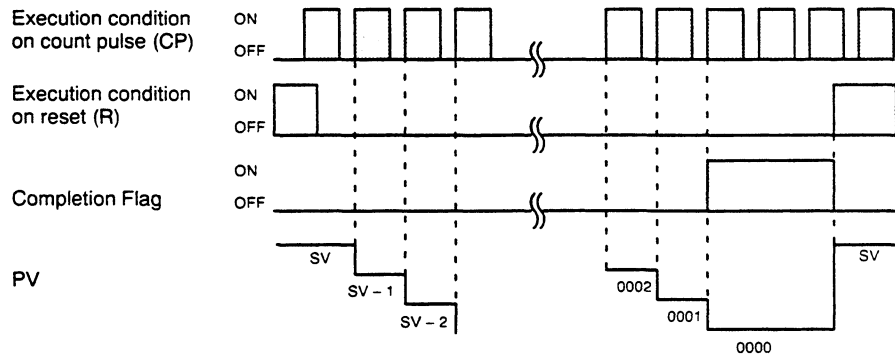 Execution condition
on count pulse (CP)
ON
OFF
Execution condition
on reset (R)
ON
OFF
Completion Flag
ON
OFF
PV
SV
SV – 1
SV – 2
0002
0001
0000
SV